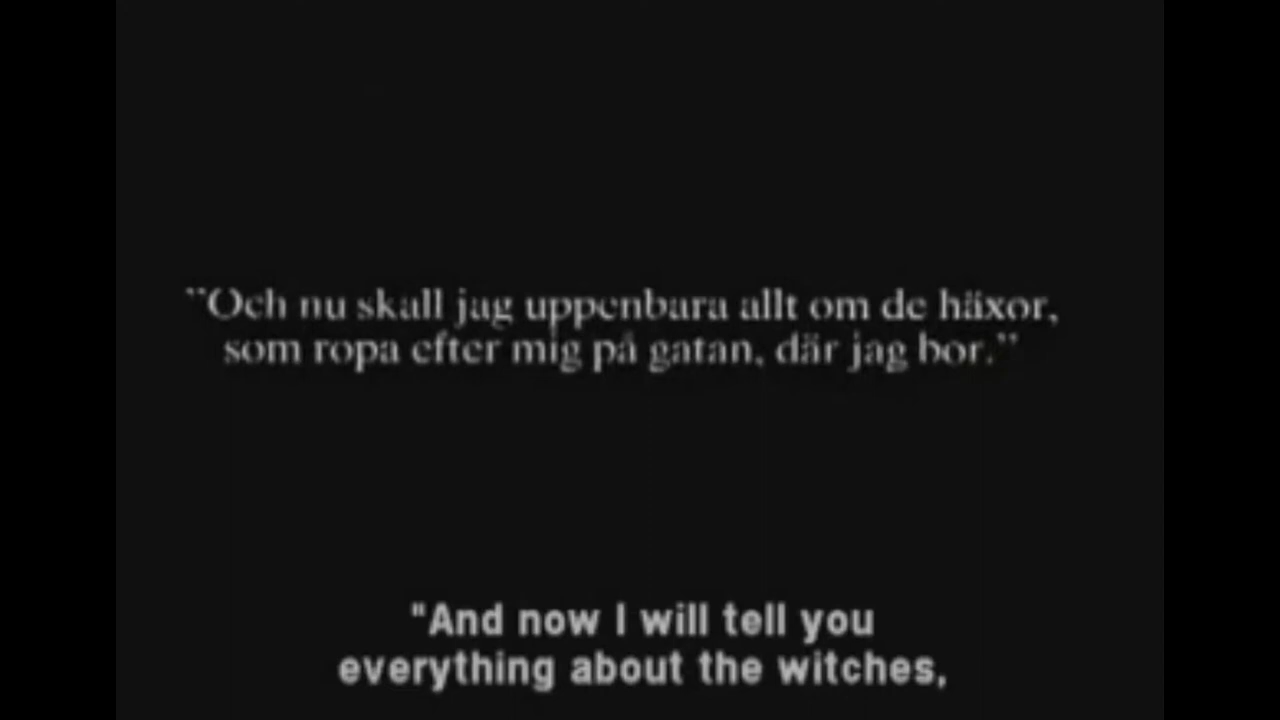 "Och nu skall jag uppenbara allt om de häxor,
som ropa efter mig på gatan, där jag bor."
"And now I will tell you
everything about the witches,